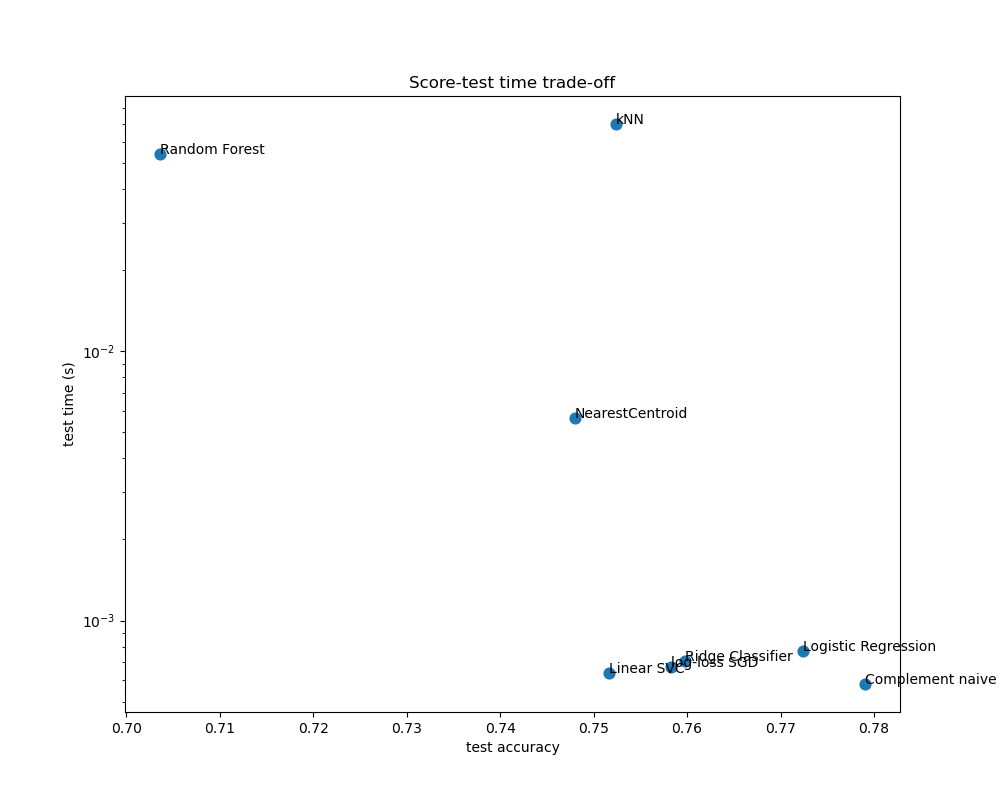 Score-test time trade-off
kNN
Random Forest
10⁻²
test time (s)
NearestCentroid
10⁻³
Logistic Regression
Ridge Classifier
log-loss SGD
Linear SVC
Complement naive
0.70 0.71 0.72 0.73 0.74 0.75 0.76 0.77 0.78
test accuracy